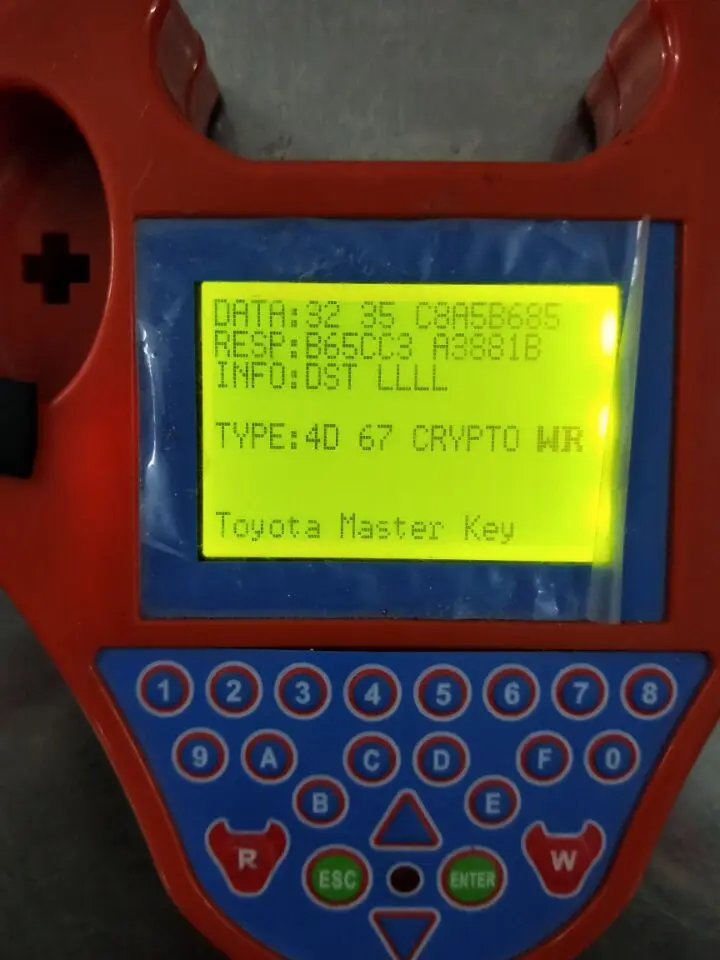 DATA:32 35 C8A5B685
RESP:B65CC3 A3881B
INFO:DST LLLL
TYPE:4D 67 CRYPTO WR
Toyota Master Key
1 2 3 4 5 6 7 8
9 A C D F 0
B E
R W
ESC ENTER